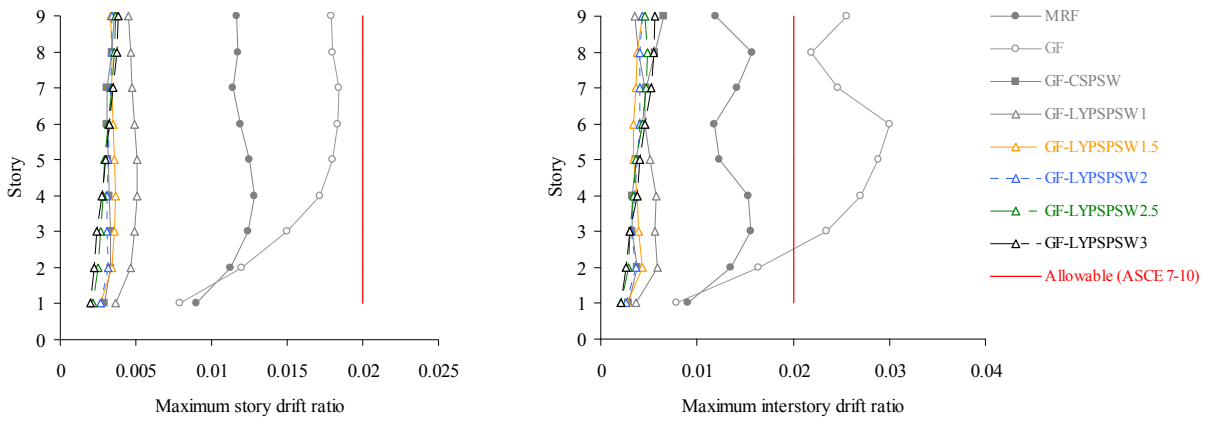 9
8
7
6
5
4
3
2
1
0
Story
0 0.005 0.01 0.015 0.02 0.025
Maximum story drift ratio
9
8
7
6
5
4
3
2
1
0
Story
0 0.01 0.02 0.03 0.04
Maximum interstory drift ratio
MRF
GF
GF-CSPSW
GF-LYPSPSW1
GF-LYPSPSW1.5
GF-LYPSPSW2
GF-LYPSPSW2.5
GF-LYPSPSW3
Allowable (ASCE 7-10)